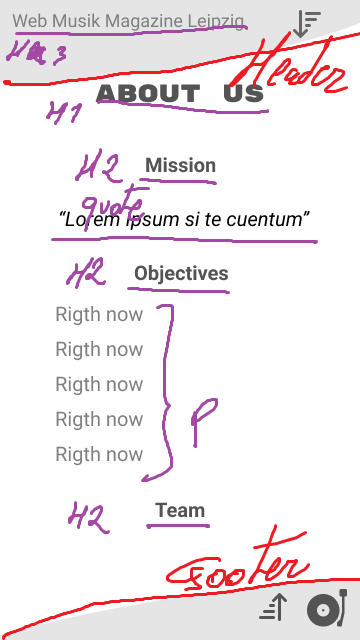 Web Musik Magazine Leipzig
H3
Header
ABOUT US
H1
H2 Mission
quote
“Lorem ipsum si te cuentum”
H2 Objectives
Rigth now
Rigth now
Rigth now
Rigth now
Rigth now
P
H2 Team
Footer